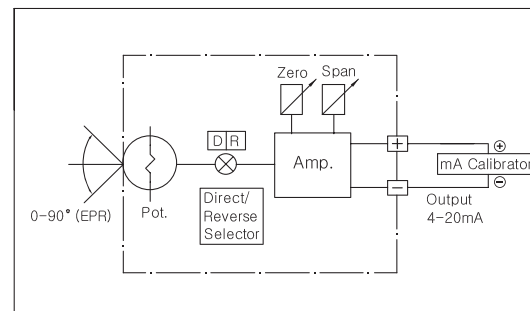 Zero Span
D R
Amp.
+
−
⊕
mA Calibrator
⊖
0-90° (EPR)
Pot.
Direct/
Reverse
Selector
Output
4-20mA